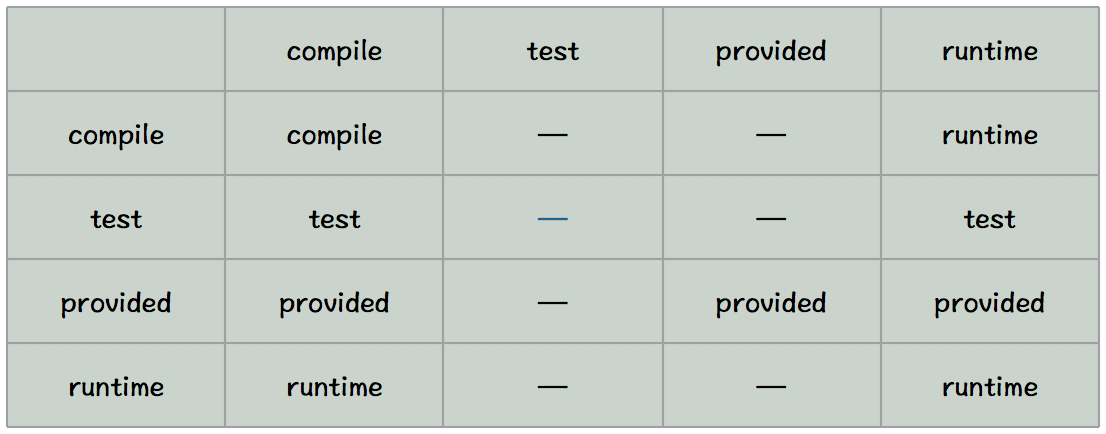 compile test provided runtime
compile compile — — runtime
test test — — test
provided provided — provided provided
runtime runtime — — runtime